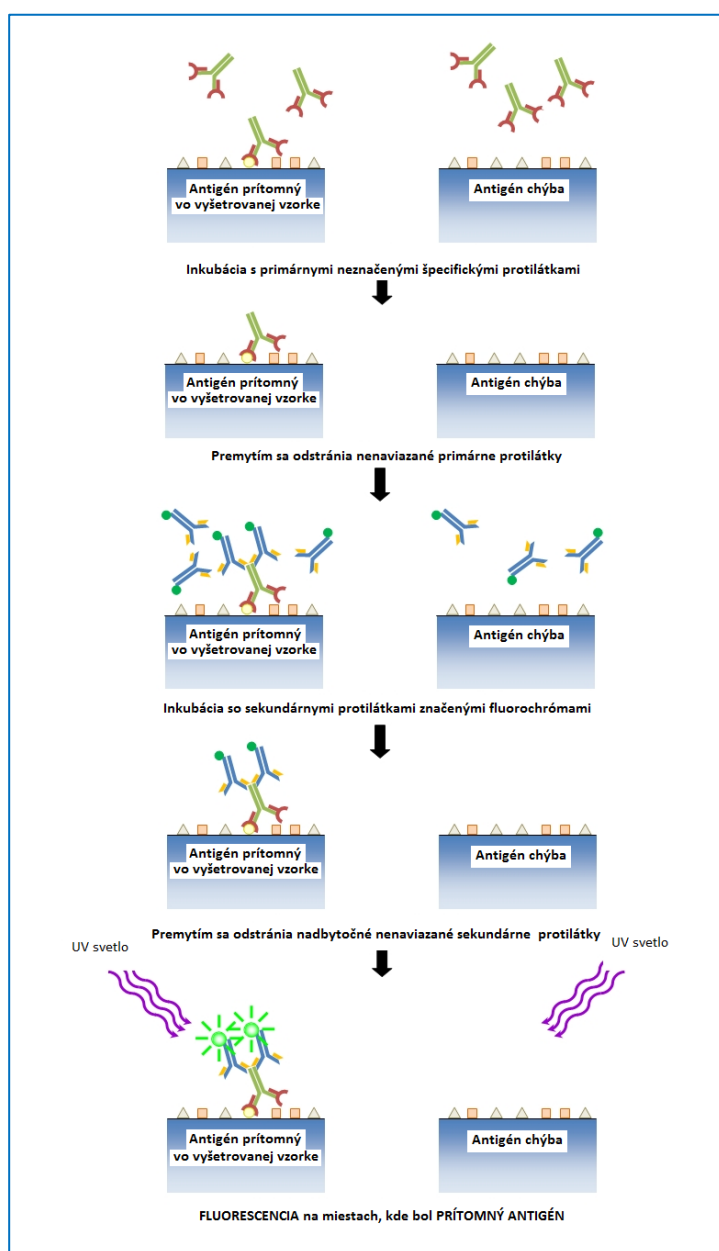 Antigén prítomný
vo vyšetrovanej vzorke
Antigén chýba
Inkubácia s primárnymi neznačenými špecifickými protilátkami
Antigén prítomný
vo vyšetrovanej vzorke
Antigén chýba
Premytím sa odstránia nenaviazané primárne protilátky
Antigén prítomný
vo vyšetrovanej vzorke
Antigén chýba
Inkubácia so sekundárnymi protilátkami značenými fluorochrómami
Antigén prítomný
vo vyšetrovanej vzorke
Antigén chýba
Premytím sa odstránia nadbytočné nenaviazané sekundárne protilátky
UV svetlo
UV svetlo
Antigén prítomný
vo vyšetrovanej vzorke
Antigén chýba
FLUORESCENCIA na miestach, kde bol PRÍTOMNÝ ANTIGÉN